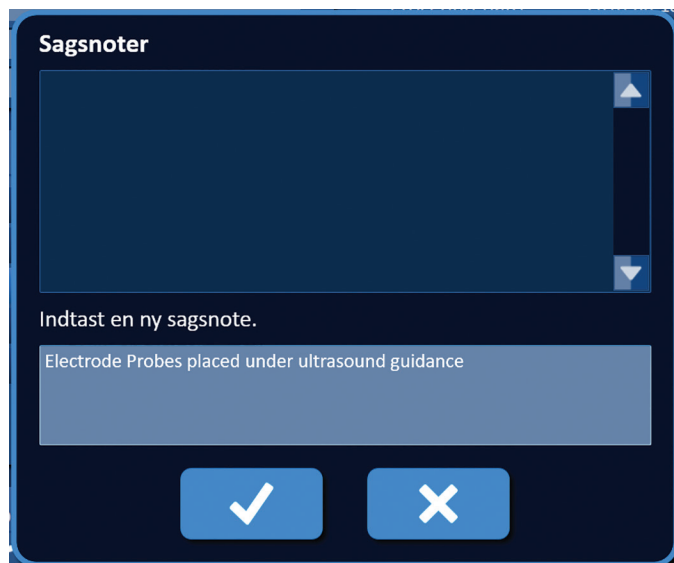 Sagsnoter
Indtast en ny sagsnote.
Electrode Probes placed under ultrasound guidance